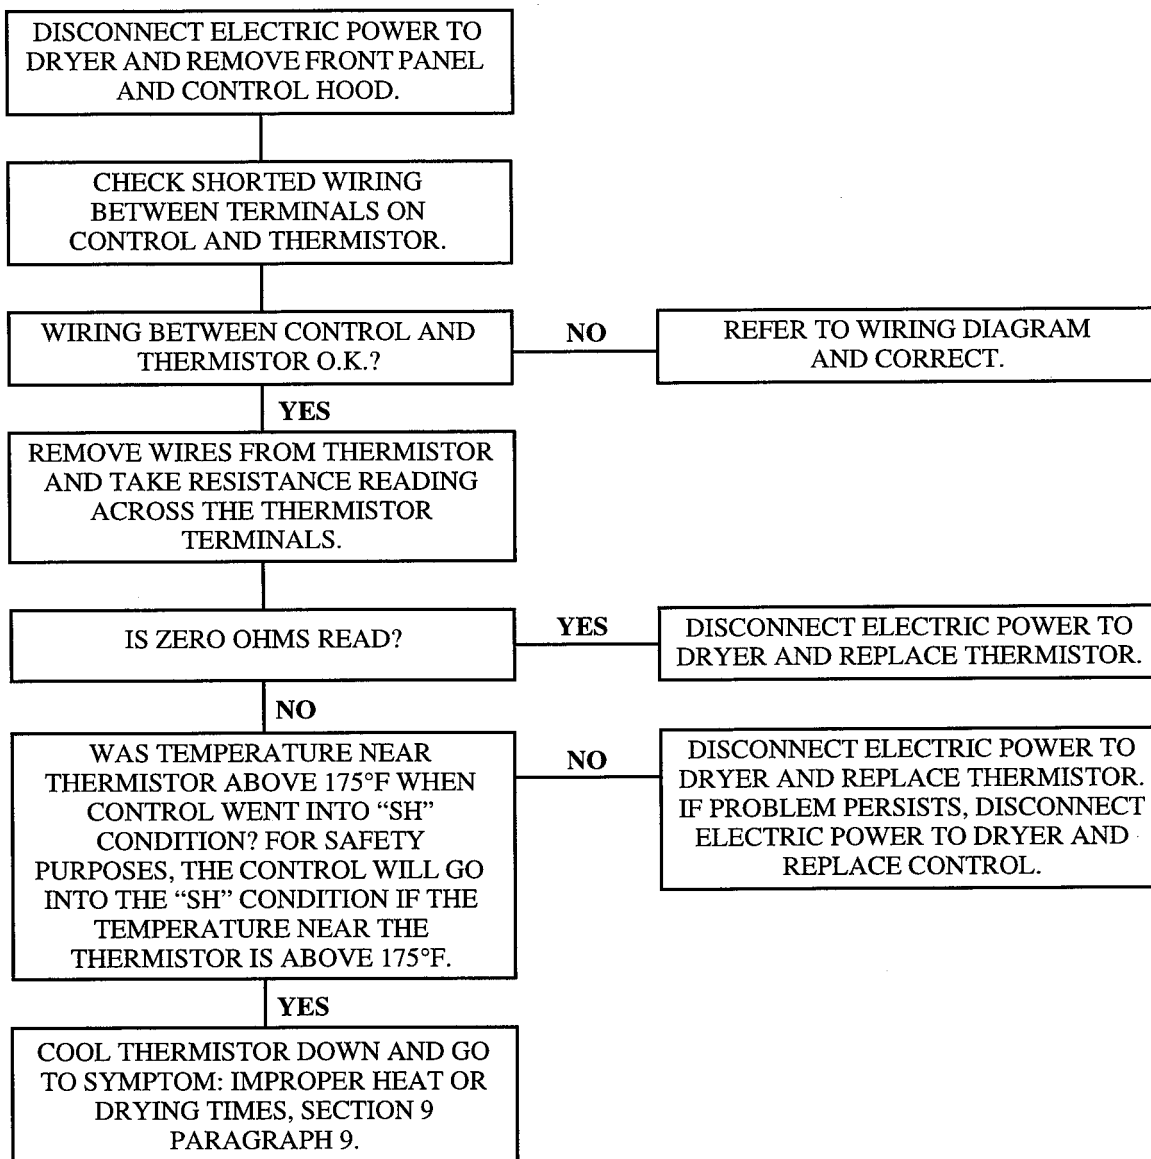 DISCONNECT ELECTRIC POWER TO
DRYER AND REMOVE FRONT PANEL
AND CONTROL HOOD.
CHECK SHORTED WIRING
BETWEEN TERMINALS ON
CONTROL AND THERMISTOR.
WIRING BETWEEN CONTROL AND
THERMISTOR O.K.?
NO
REFER TO WIRING DIAGRAM
AND CORRECT.
YES
REMOVE WIRES FROM THERMISTOR
AND TAKE RESISTANCE READING
ACROSS THE THERMISTOR
TERMINALS.
IS ZERO OHMS READ?
YES
DISCONNECT ELECTRIC POWER TO
DRYER AND REPLACE THERMISTOR.
NO
WAS TEMPERATURE NEAR
THERMISTOR ABOVE 175°F WHEN
CONTROL WENT INTO “SH”
CONDITION? FOR SAFETY
PURPOSES, THE CONTROL WILL GO
INTO THE “SH” CONDITION IF THE
TEMPERATURE NEAR THE
THERMISTOR IS ABOVE 175°F.
NO
DISCONNECT ELECTRIC POWER TO
DRYER AND REPLACE THERMISTOR.
IF PROBLEM PERSISTS, DISCONNECT
ELECTRIC POWER TO DRYER AND
REPLACE CONTROL.
YES
COOL THERMISTOR DOWN AND GO
TO SYMPTOM: IMPROPER HEAT OR
DRYING TIMES, SECTION 9
PARAGRAPH 9.